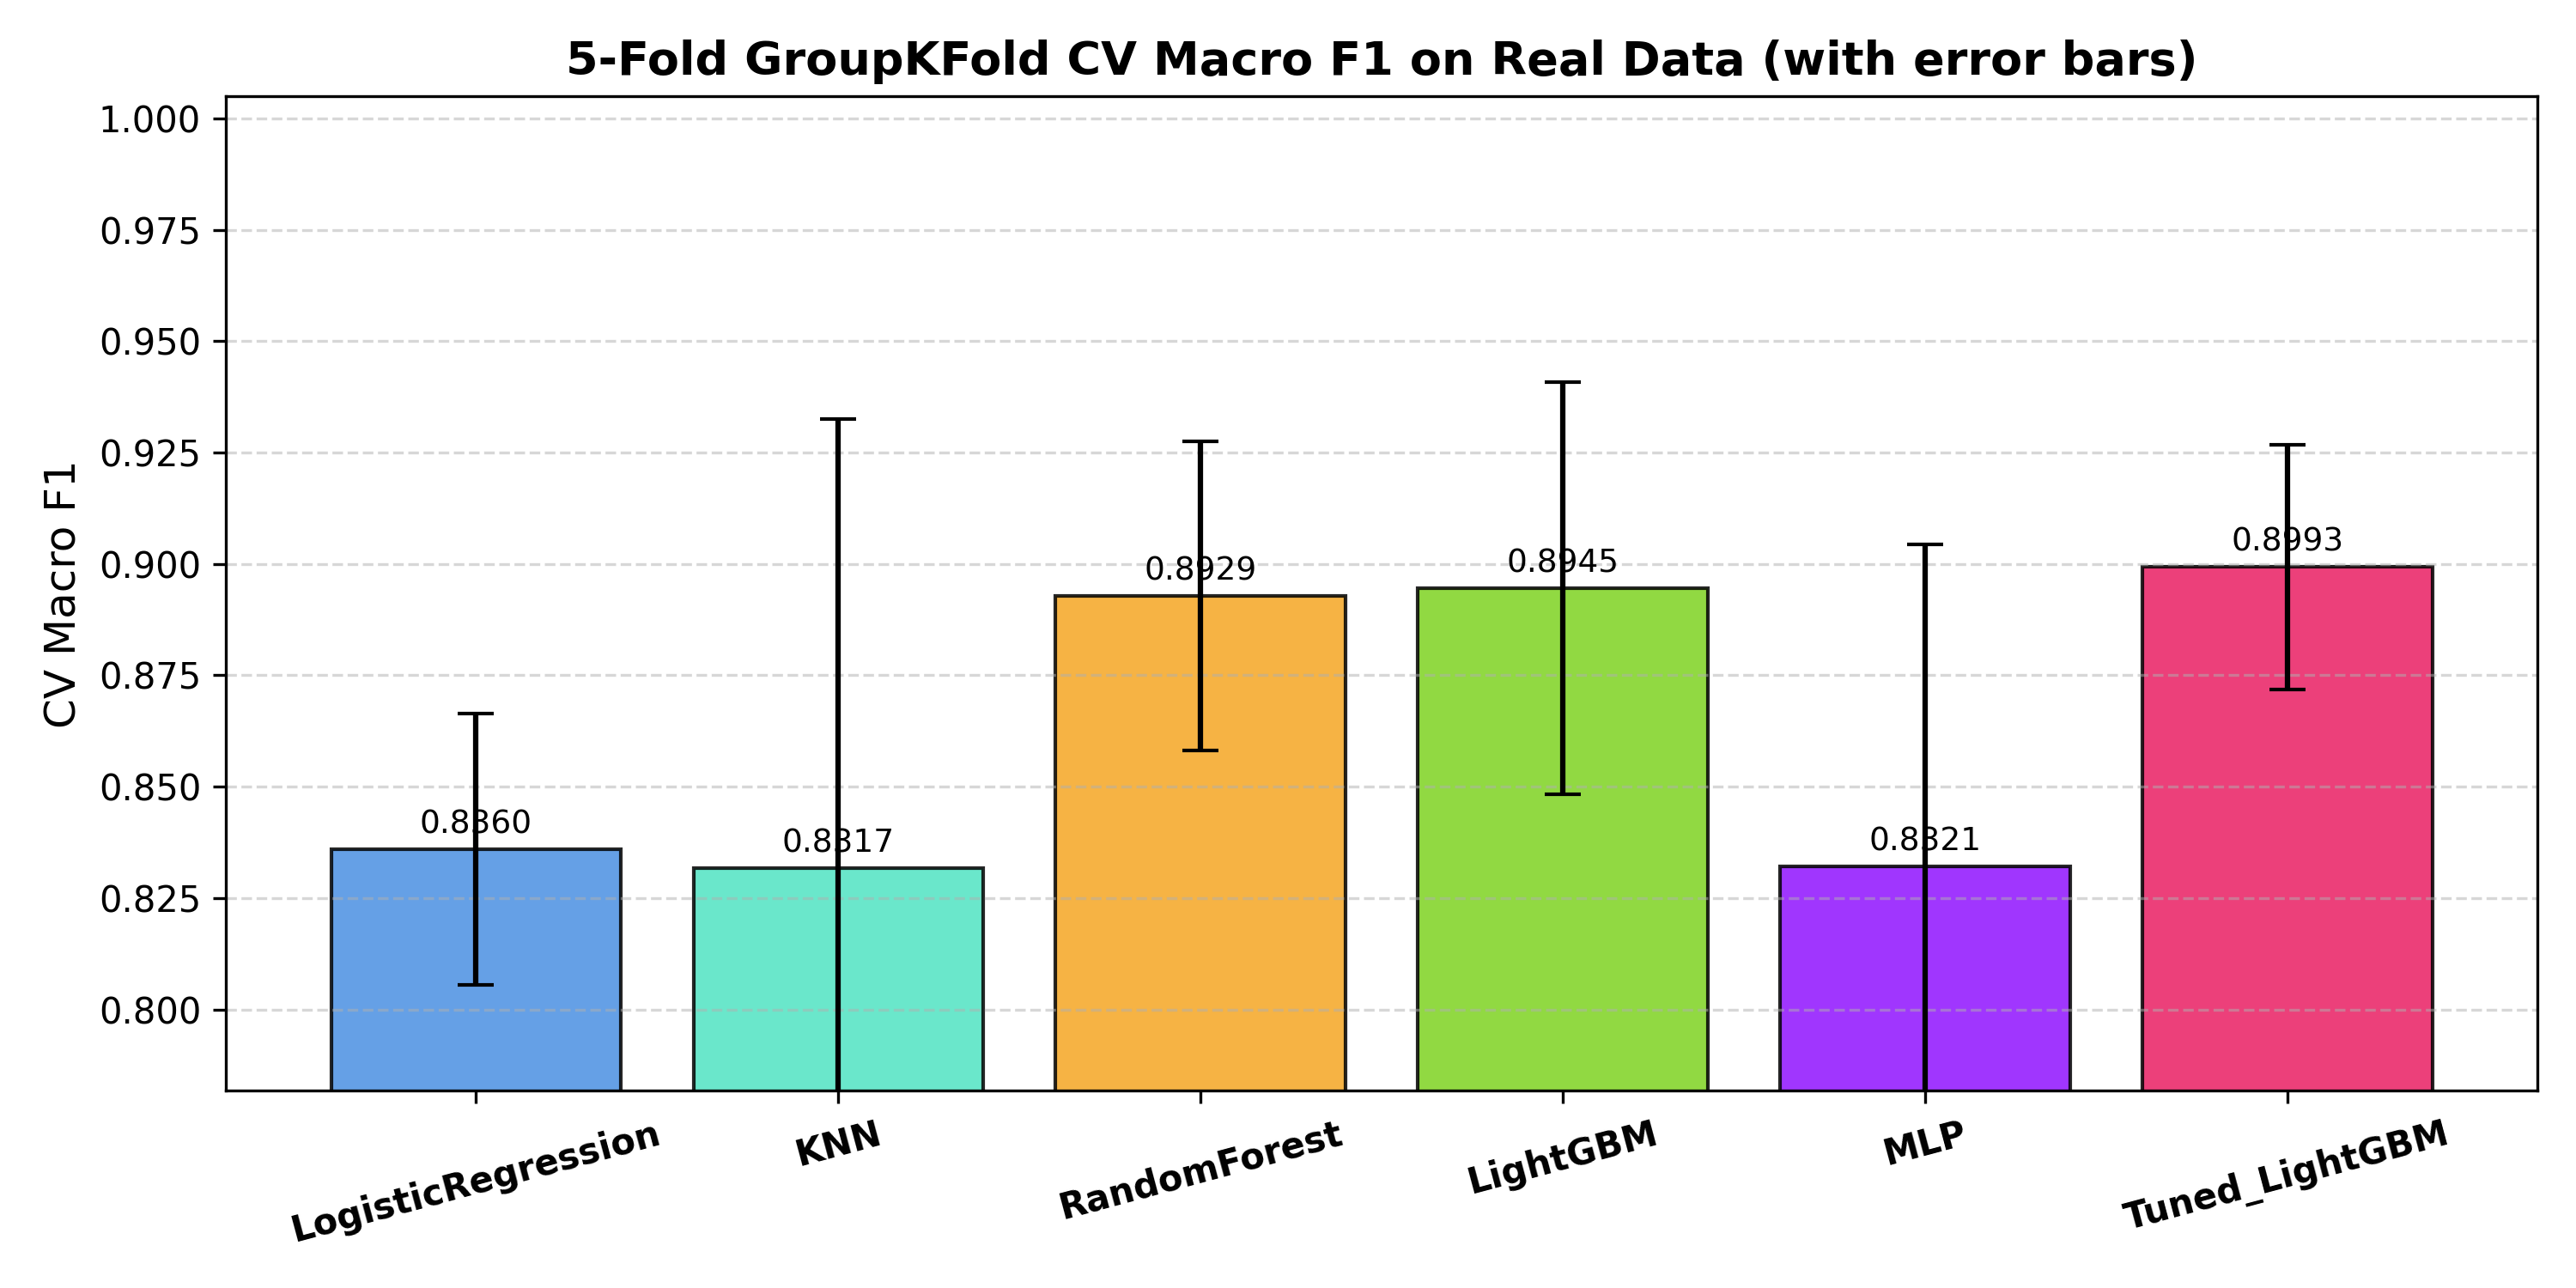 5-Fold GroupKFold CV Macro F1 on Real Data (with error bars)
CV Macro F1
1.000
0.975
0.950
0.925
0.900
0.875
0.850
0.825
0.800
0.8360
0.8317
0.8929
0.8945
0.8321
0.8993
LogisticRegression
KNN
RandomForest
LightGBM
MLP
Tuned_LightGBM